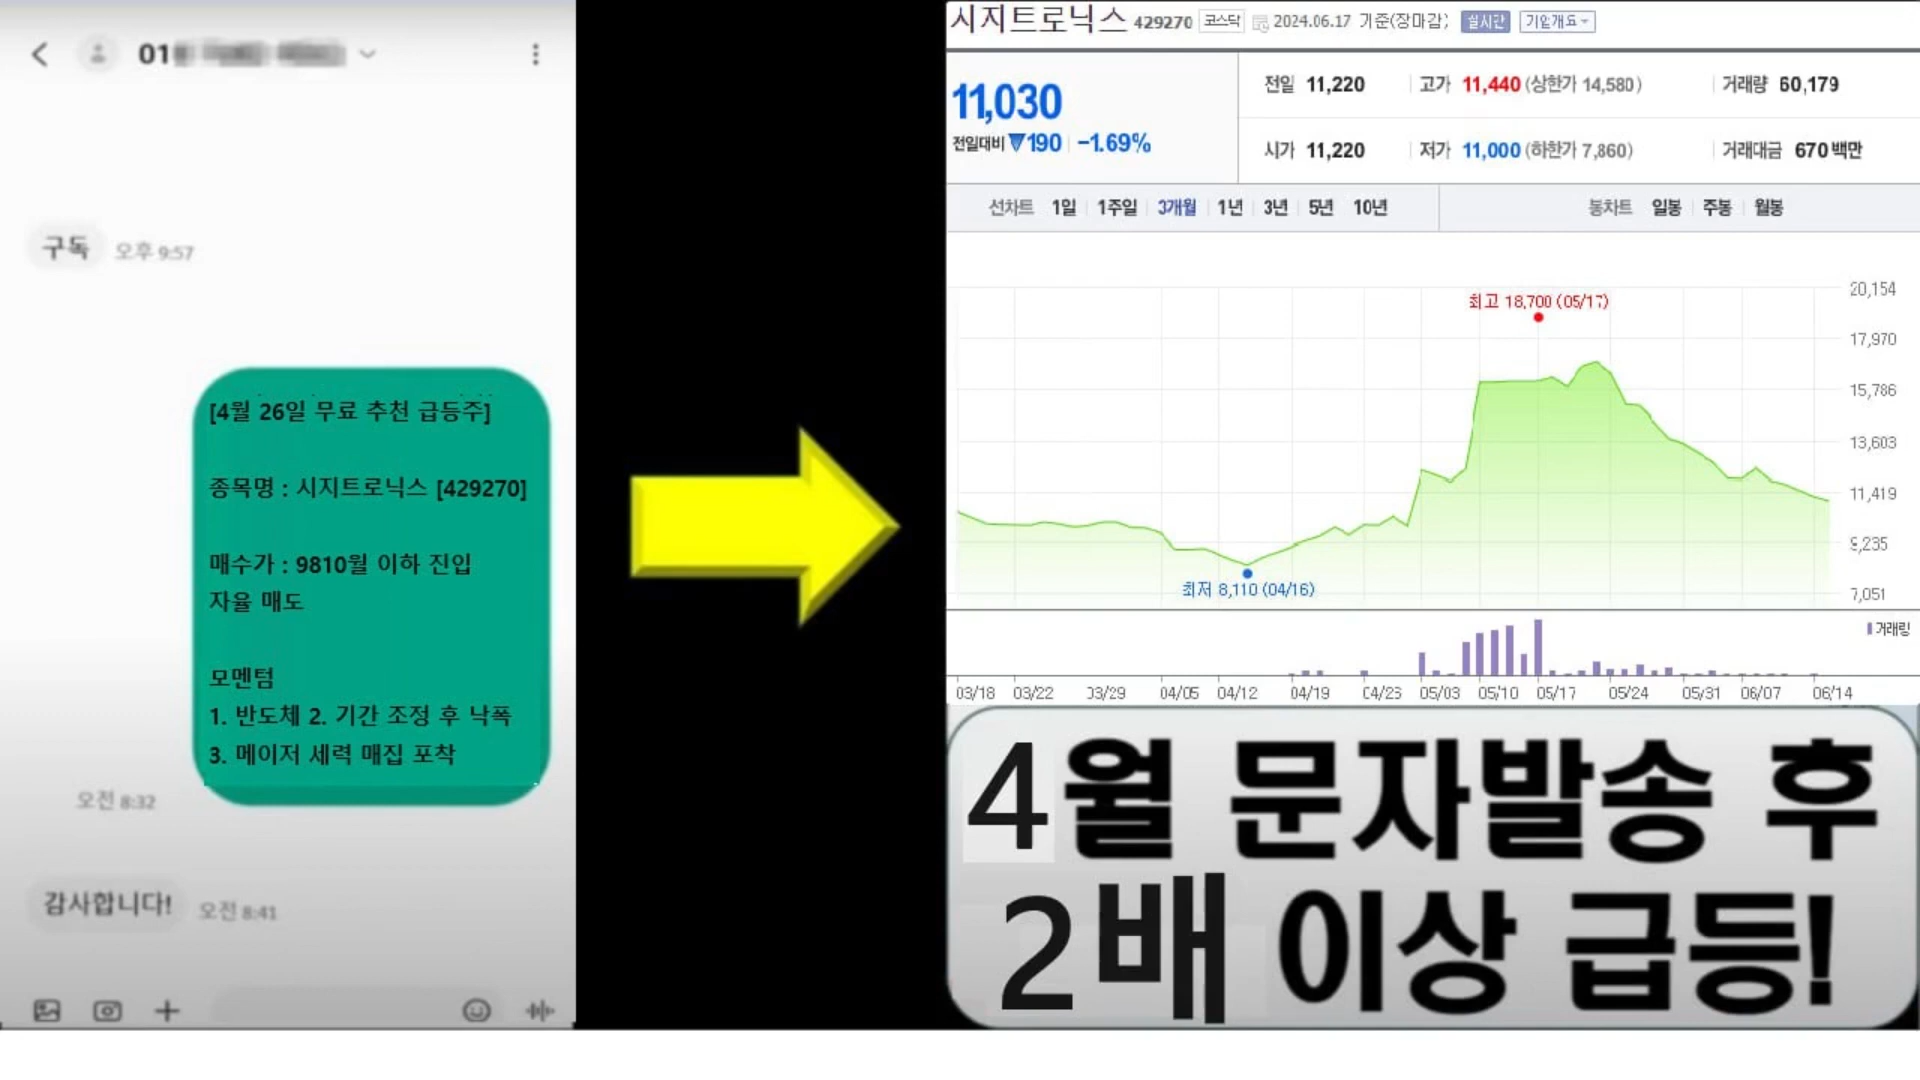 01
구독 오후 9:57
[4월 26일 무료 추천 급등주]
종목명 : 시지트로닉스 [429270]
매수가 : 9810월 이하 진입
자율 매도
모멘텀
1. 반도체 2. 기간 조정 후 낙폭
3. 메이저 세력 매집 포착
오전 8:32
감사합니다! 오전 8:41
시지트로닉스 429270 코스닥 2024.06.17 기준(장마감) 실시간 기업개요
11,030
전일대비 ▼190 -1.69%
전일 11,220 고가 11,440 (상한가 14,580) 거래량 60,179
시가 11,220 저가 11,000 (하한가 7,860) 거래대금 670 백만
선차트 1일 1주일 3개월 1년 3년 5년 10년 봉차트 일봉 주봉 월봉
최고 18,700 (05/17)
최저 8,110 (04/16)
20,154
17,970
15,786
13,603
11,419
9,235
7,051
거래량
03/18 03/22 03/29 04/05 04/12 04/19 04/25 05/03 05/10 05/17 05/24 05/31 06/07 06/14
4월 문자발송 후
2배 이상 급등!